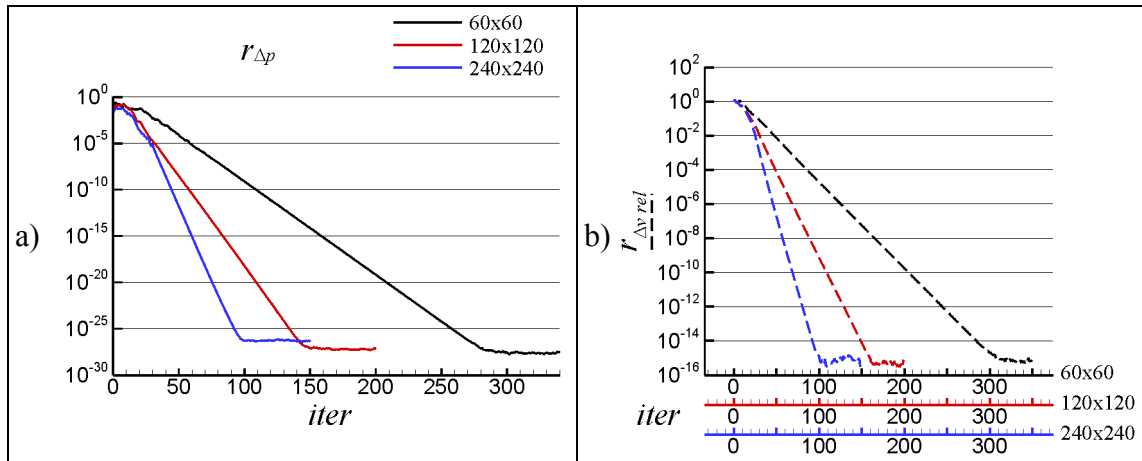 a)
r Δp
60x60
120x120
240x240
10^0
10^-5
10^-10
10^-15
10^-20
10^-25
10^-30
0 50 100 150 200 250 300
iter
b)
r Δv rel
10^2
10^0
10^-2
10^-4
10^-6
10^-8
10^-10
10^-12
10^-14
10^-16
0 100 200 300 60x60
iter 0 100 200 300 120x120
0 100 200 300 240x240